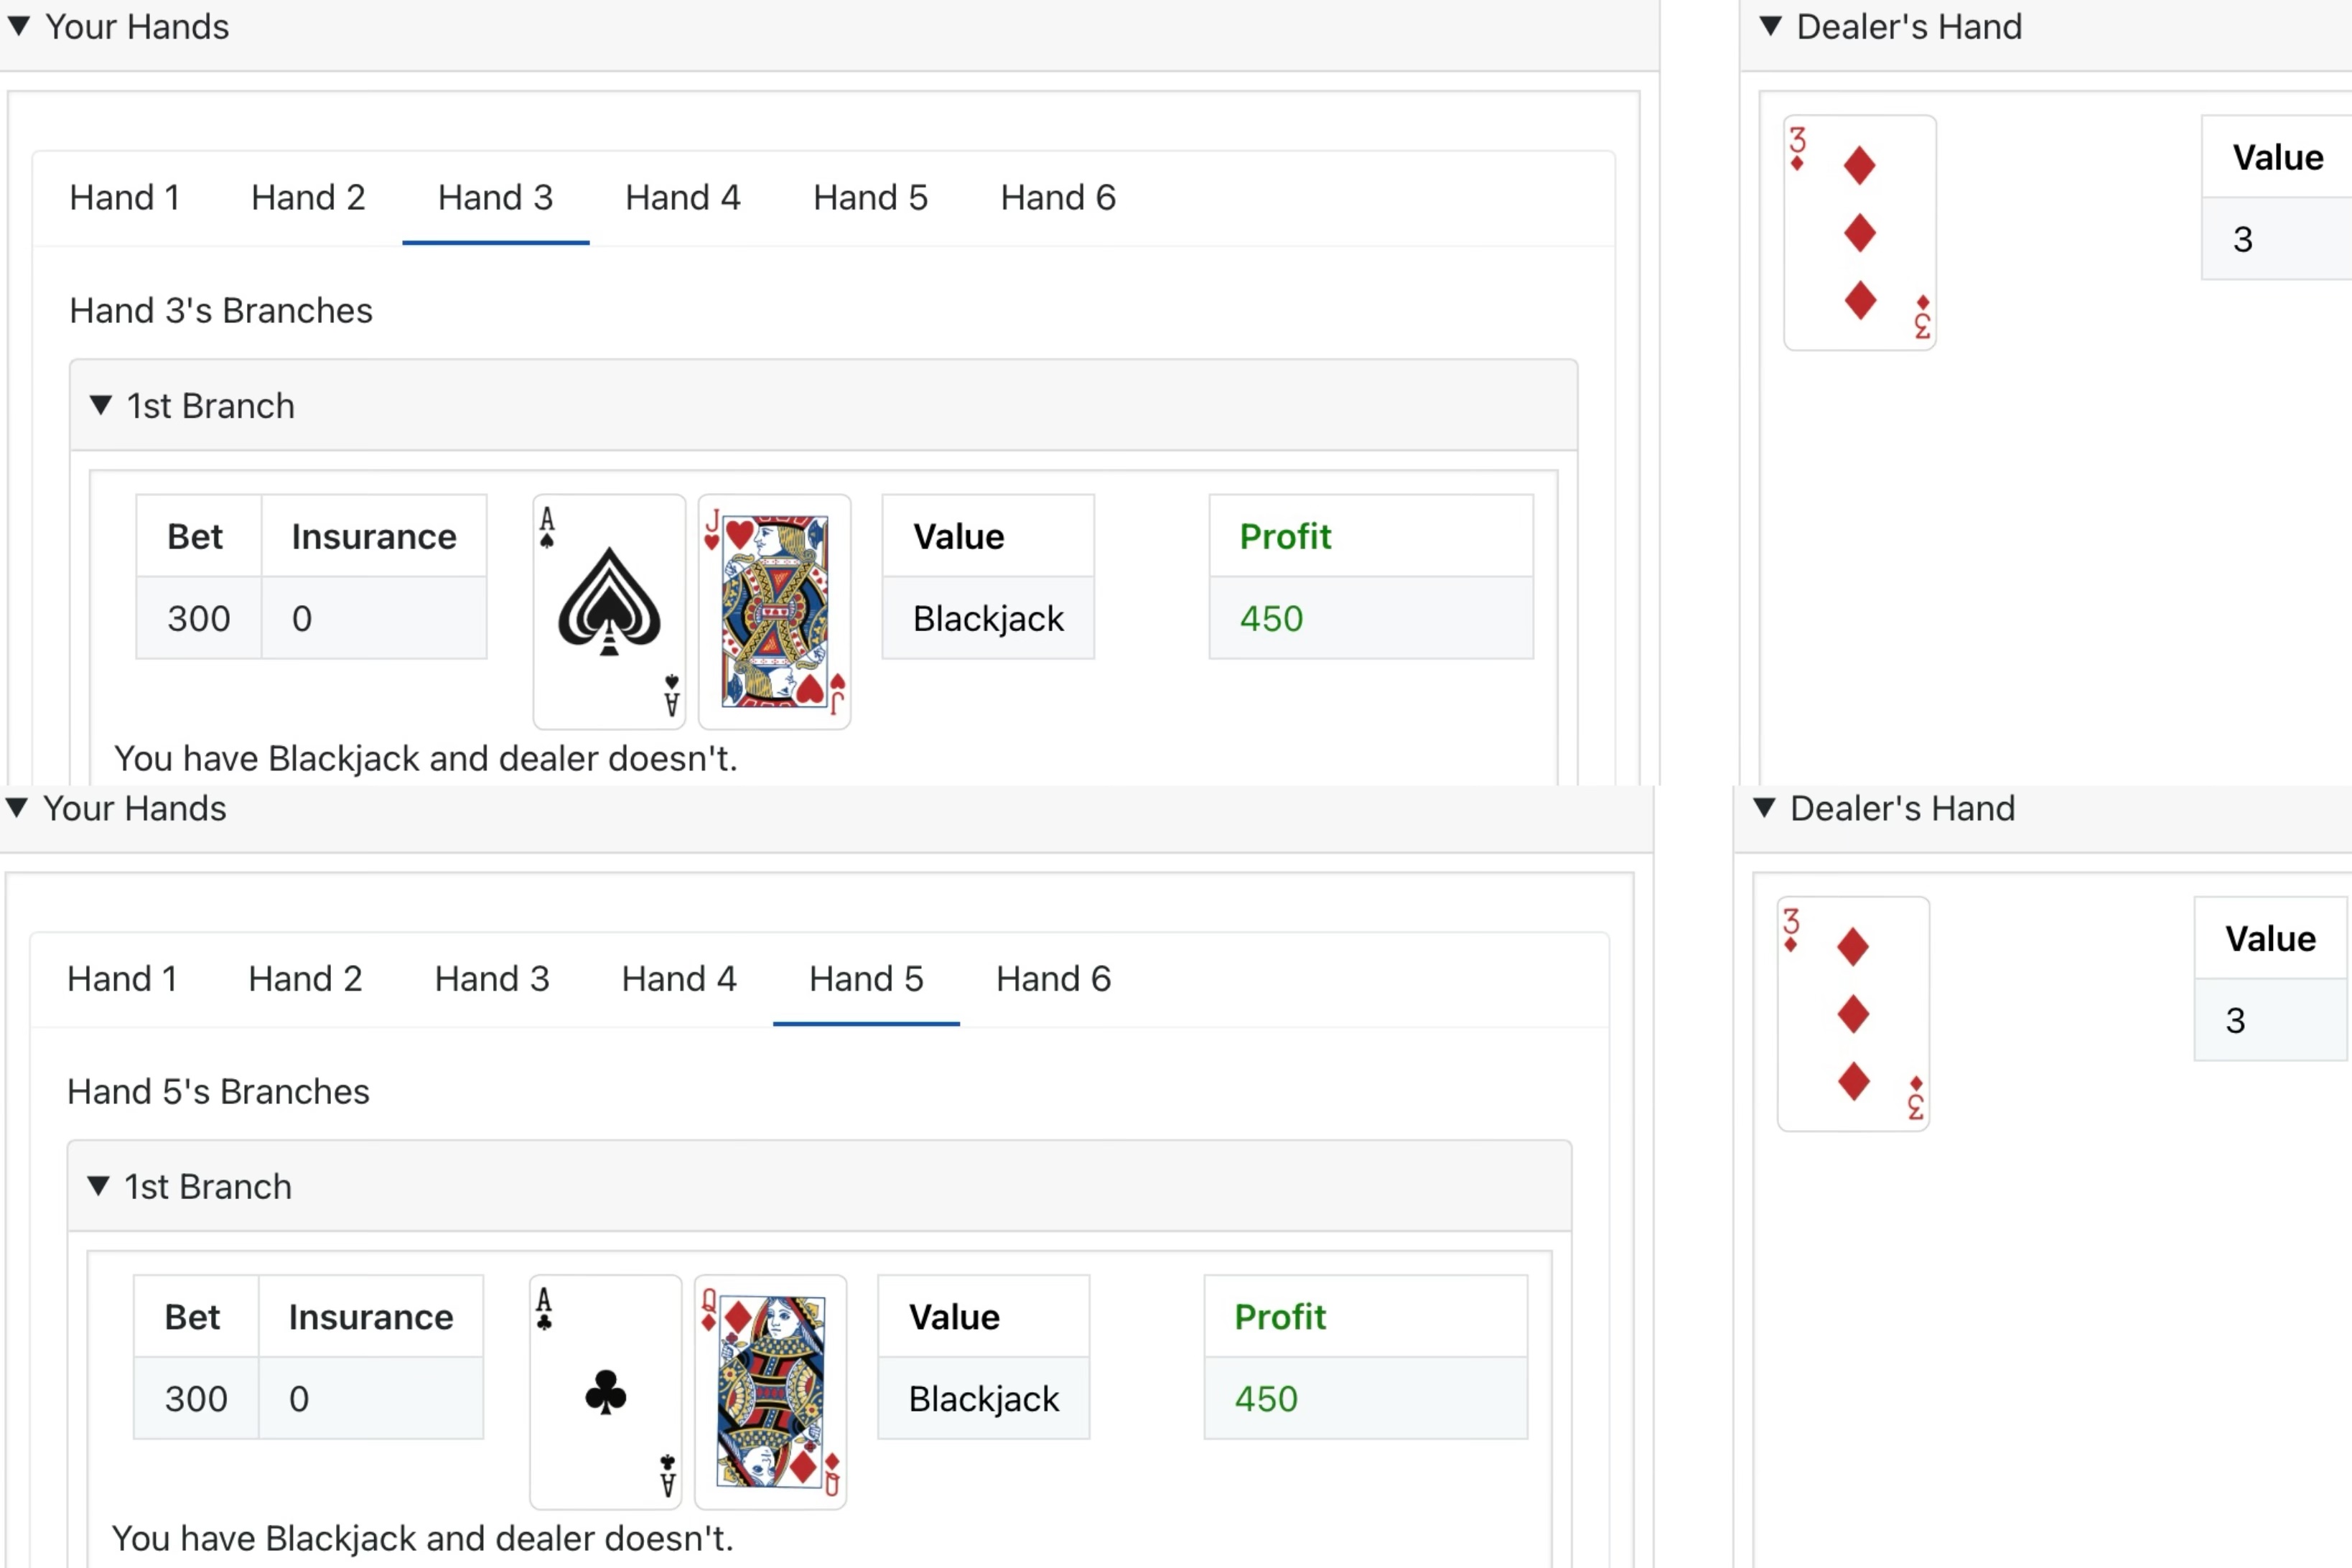 ▼ Your Hands
▼ Dealer's Hand
Hand 1 Hand 2 Hand 3 Hand 4 Hand 5 Hand 6
Hand 3's Branches
▼ 1st Branch
Bet Insurance
300 0
A
A
J
J
Value
Blackjack
Profit
450
You have Blackjack and dealer doesn't.
3
3
Value
3
▼ Your Hands
▼ Dealer's Hand
Hand 1 Hand 2 Hand 3 Hand 4 Hand 5 Hand 6
Hand 5's Branches
▼ 1st Branch
Bet Insurance
300 0
A
A
Q
Q
Value
Blackjack
Profit
450
You have Blackjack and dealer doesn't.
3
3
Value
3